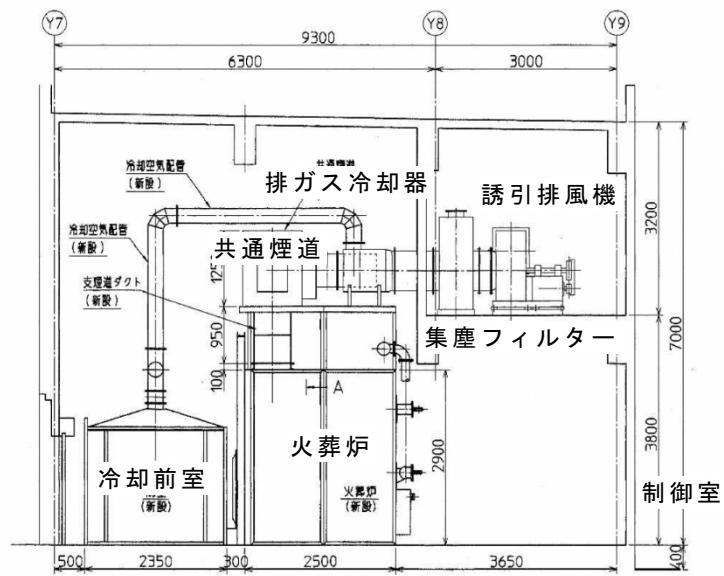 Y7
Y8
Y9
9300
6300
3000
冷却空気配管
(新設)
排ガス冷却器
誘引排風機
3200
冷却空気配管
(新設)
共通煙道
支煙道ダクト
(新設)
950
集塵フィルター
7000
100
A
火葬炉
2900
3800
冷却前室
(新設)
火葬炉
(新設)
制御室
500
2350
300
2500
3650
400